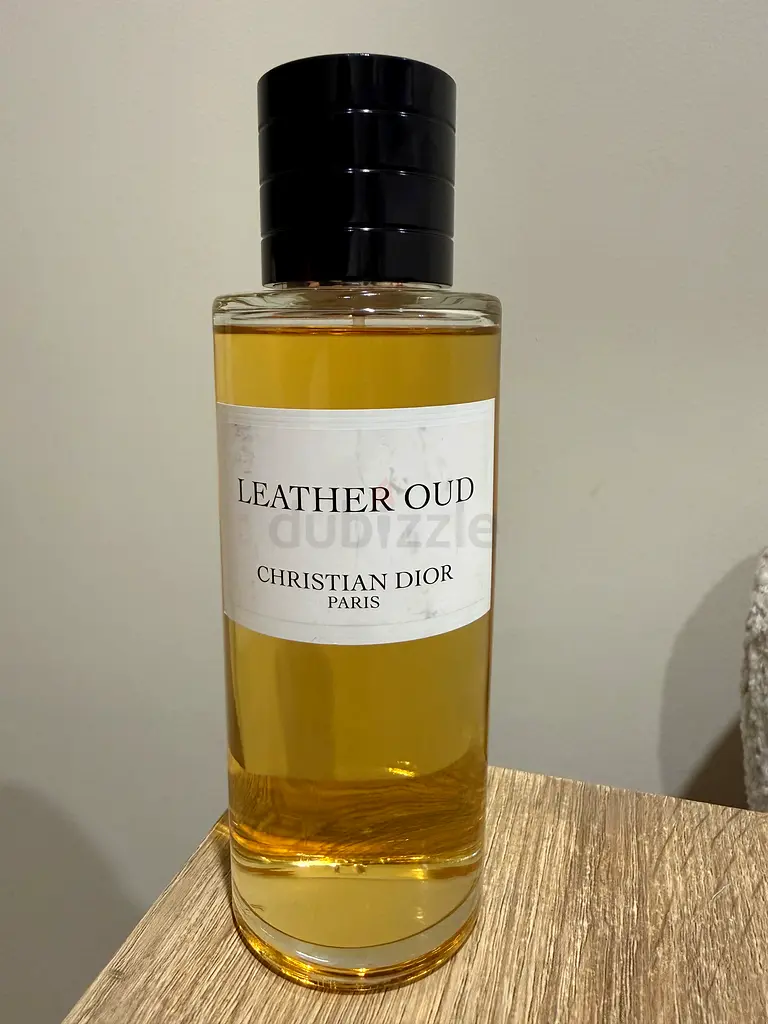 LEATHER OUD
dubizzle
CHRISTIAN DIOR
PARIS